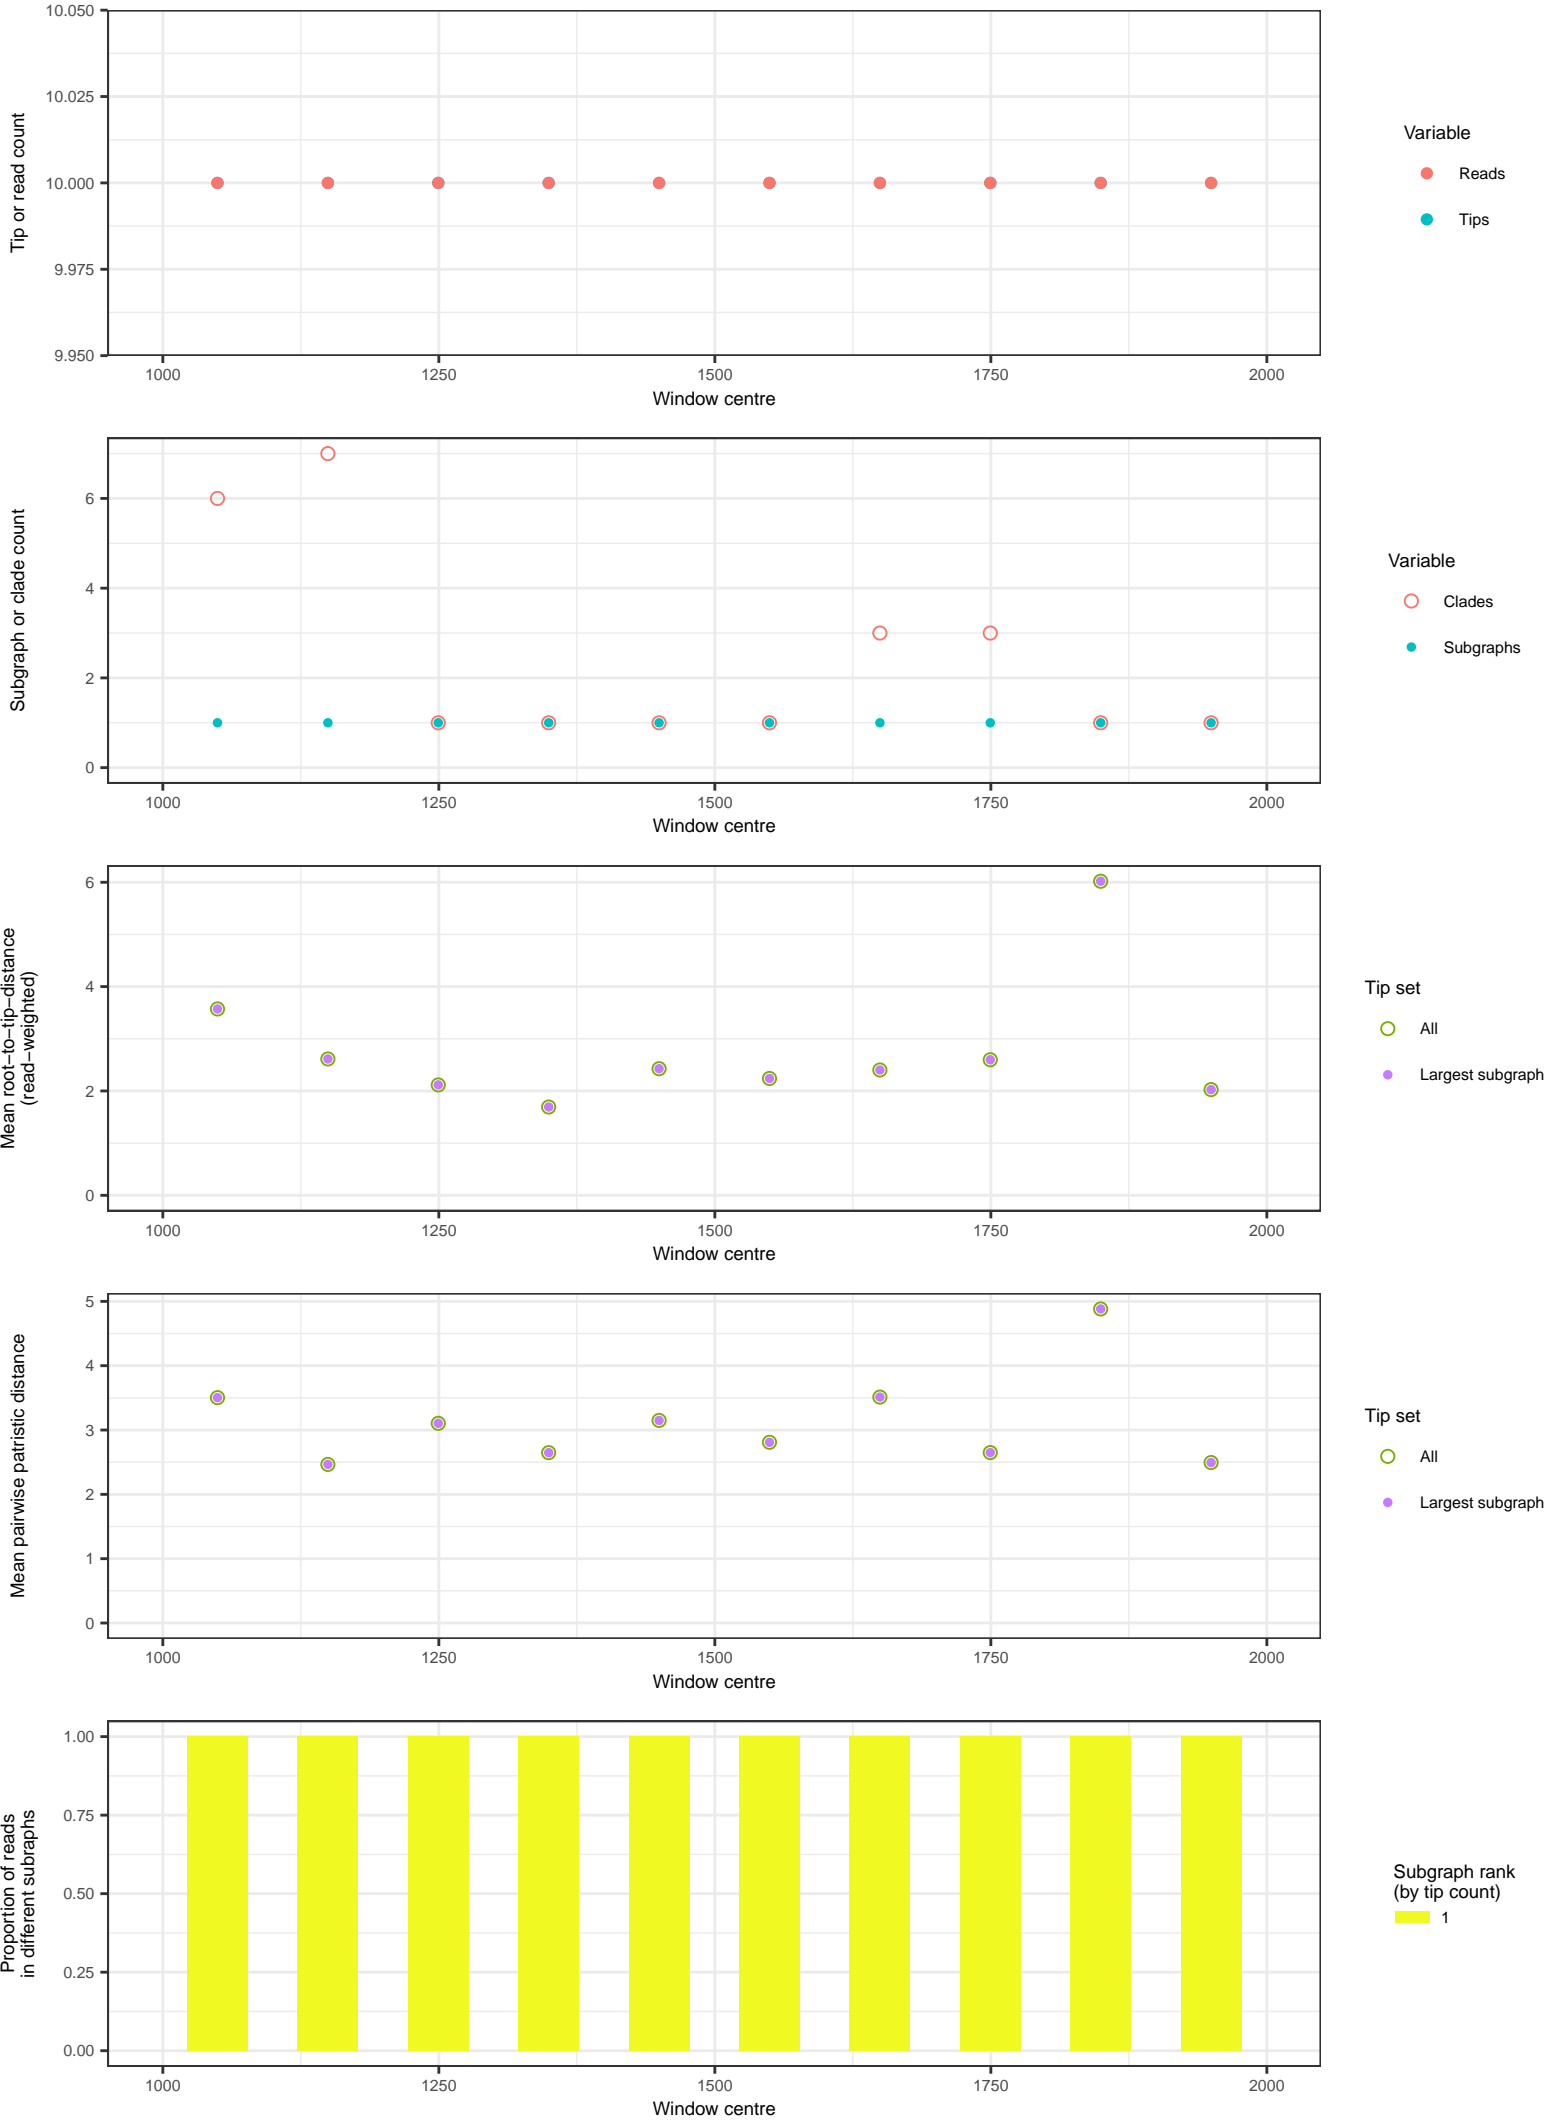 10.050
10.025
10.000
9.975
9.950
Tip or read count
1000 1250 1500 1750 2000
Window centre
Variable
Reads
Tips
6
4
2
0
Subgraph or clade count
1000 1250 1500 1750 2000
Window centre
Variable
Clades
Subgraphs
6
4
2
0
Mean root−to−tip−distance
(read−weighted)
1000 1250 1500 1750 2000
Window centre
Tip set
All
Largest subgraph
5
4
3
2
1
0
Mean pairwise patristic distance
1000 1250 1500 1750 2000
Window centre
Tip set
All
Largest subgraph
1.00
0.75
0.50
0.25
0.00
Proportion of reads
in different subraphs
1000 1250 1500 1750 2000
Window centre
Subgraph rank
(by tip count)
1